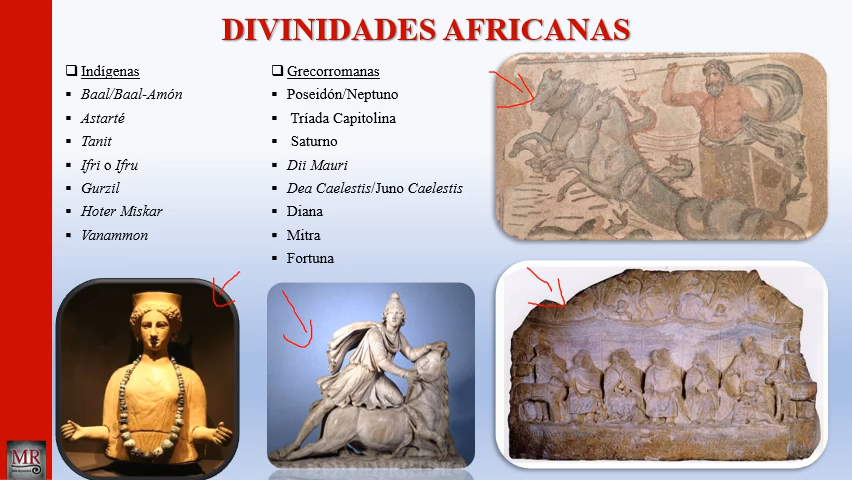 DIVINIDADES AFRICANAS
Indígenas
Baal/Baal-Amón
Astarté
Tanit
Ifri o Ifru
Gurzil
Hoter Miskar
Vanammon
Grecorromanas
Poseidón/Neptuno
Tríada Capitolina
Saturno
Dii Mauri
Dea Caelestis/Juno Caelestis
Diana
Mitra
Fortuna
MR